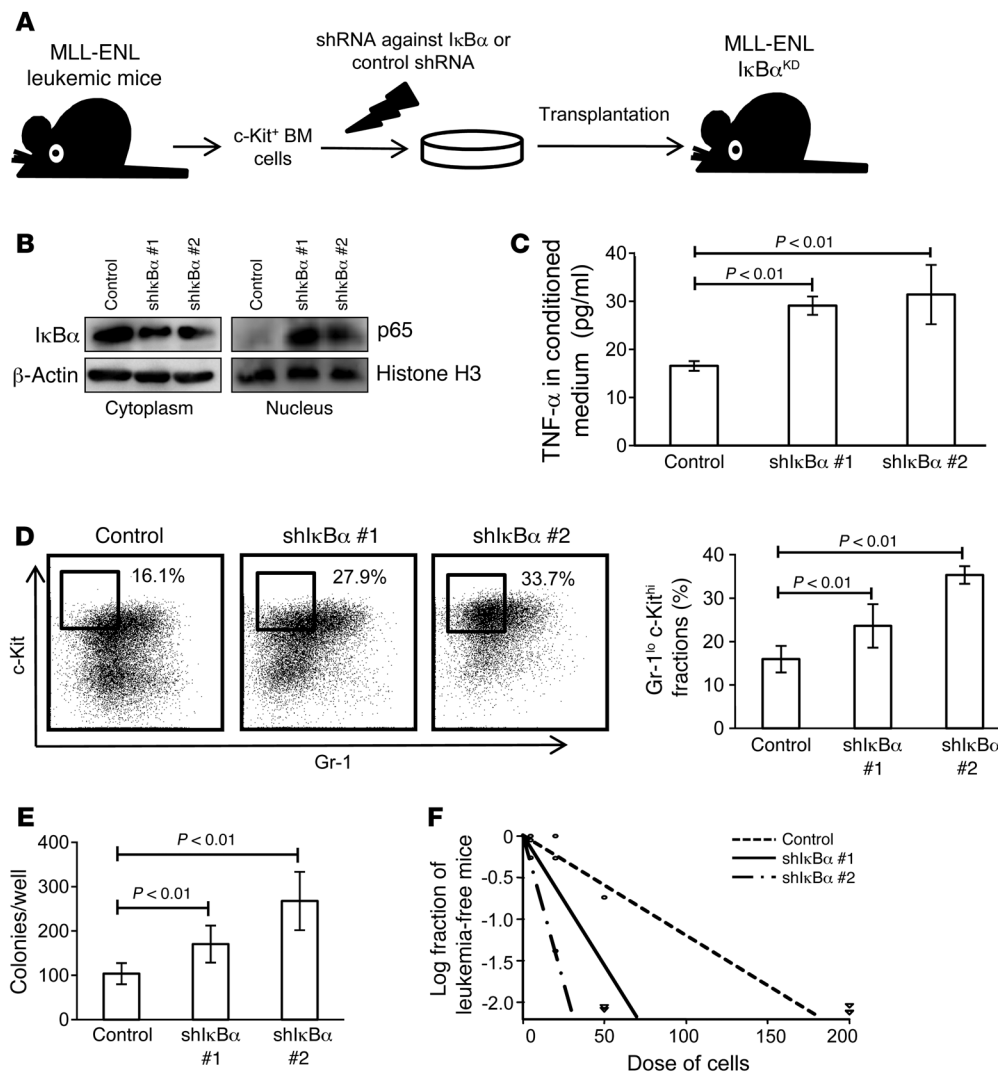 A
MLL-ENL
leukemic mice
c-Kit⁺ BM
cells
shRNA against IκBα or
control shRNA
Transplantation
MLL-ENL
IκBαᴷᴰ
B
Control
shIκBα #1
shIκBα #2
Control
shIκBα #1
shIκBα #2
IκBα
p65
β-Actin
Histone H3
Cytoplasm
Nucleus
C
TNF-α in conditioned
medium (pg/ml)
40
30
20
10
0
P < 0.01
P < 0.01
Control
shIκBα #1
shIκBα #2
D
Control
shIκBα #1
shIκBα #2
16.1%
27.9%
33.7%
c-Kit
Gr-1
Gr-1ˡᵒ c-Kitʰⁱ
fractions (%)
40
30
20
10
0
P < 0.01
P < 0.01
Control
shIκBα
#1
shIκBα
#2
E
Colonies/well
400
300
200
100
0
P < 0.01
P < 0.01
Control
shIκBα
#1
shIκBα
#2
F
Log fraction of
leukemia-free mice
0
-0.5
-1.0
-1.5
-2.0
0
50
100
150
200
Dose of cells
Control
shIκBα #1
shIκBα #2